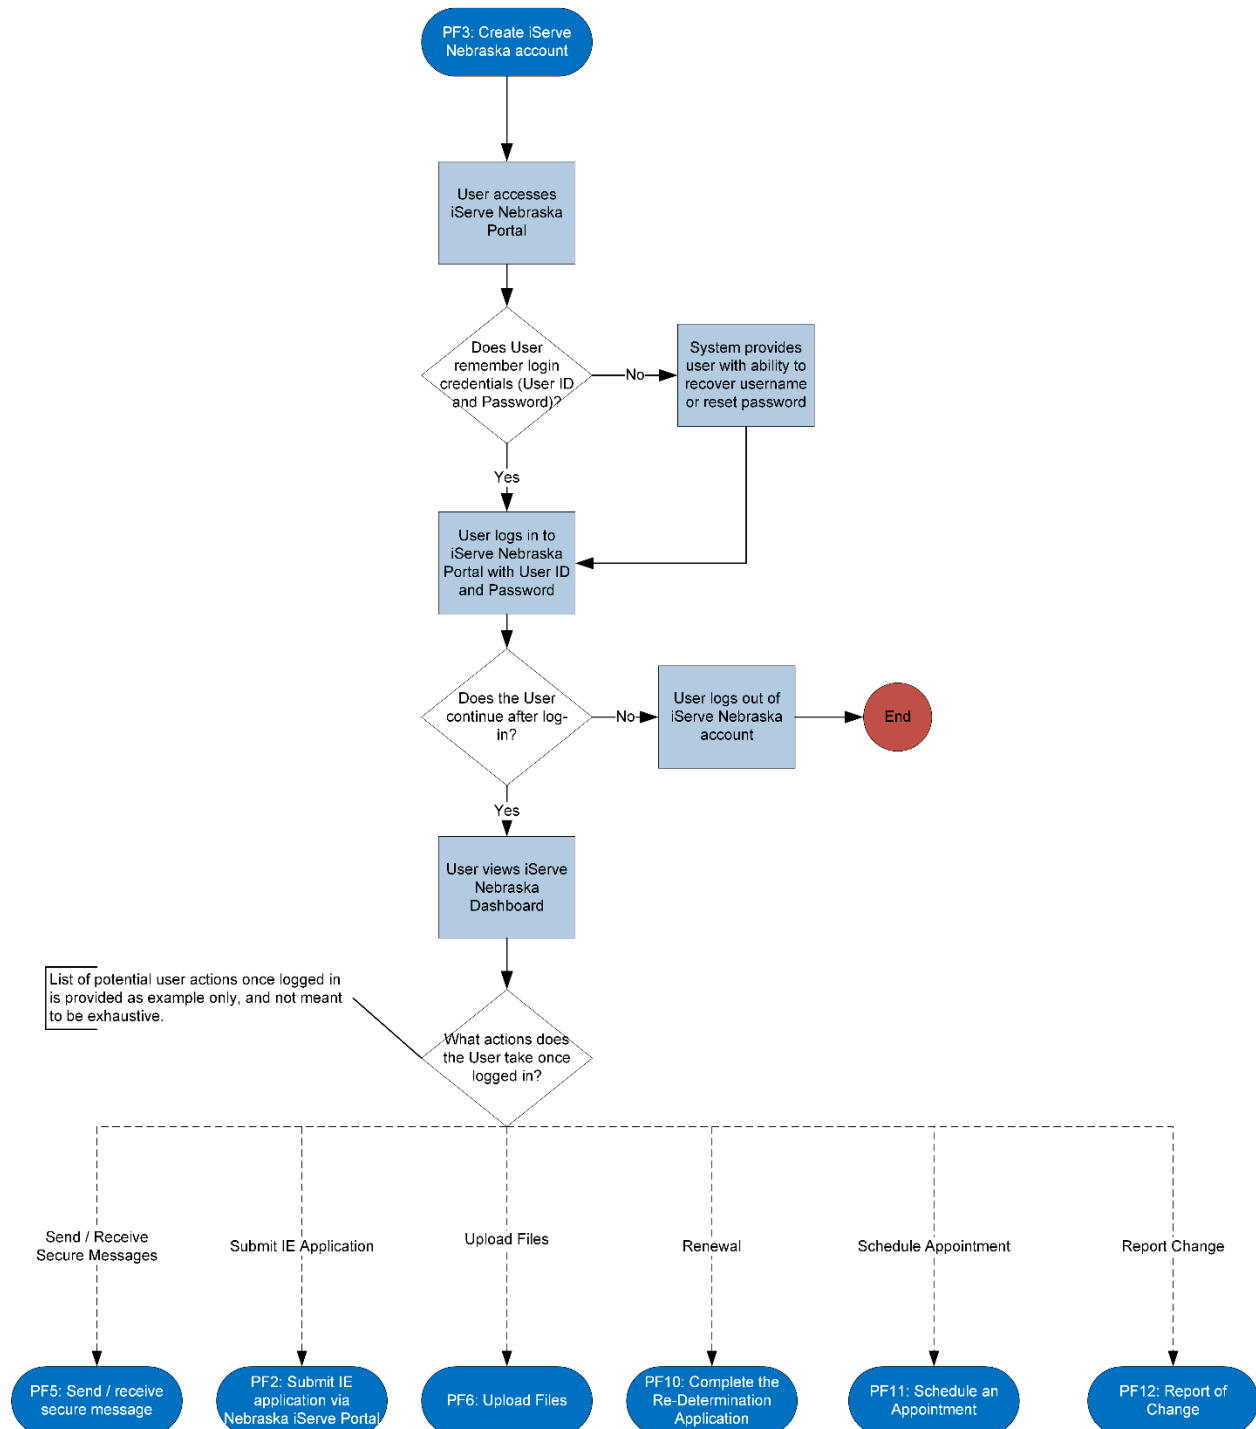 PF3: Create iServe
Nebraska account
User accesses
iServe Nebraska
Portal
Does User
remember login
credentials (User ID
and Password)?
No
System provides
user with ability to
recover username
or reset password
Yes
User logs in to
iServe Nebraska
Portal with User ID
and Password
Does the User
continue after log-
in?
No
User logs out of
iServe Nebraska
account
End
Yes
User views iServe
Nebraska
Dashboard
List of potential user actions once logged in
is provided as example only, and not meant
to be exhaustive.
What actions does
the User take once
logged in?
Send / Receive
Secure Messages
Submit IE Application
Upload Files
Renewal
Schedule Appointment
Report Change
PF5: Send / receive
secure message
PF2: Submit IE
application via
Nebraska iServe Portal
PF6: Upload Files
PF10: Complete the
Re-Determination
Application
PF11: Schedule an
Appointment
PF12: Report of
Change